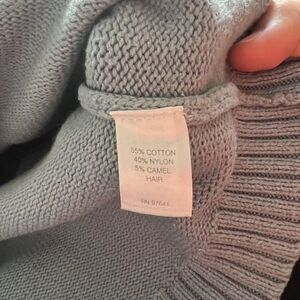 55% COTTON
40% NYLON
5% CAMEL
HAIR
RN 97641